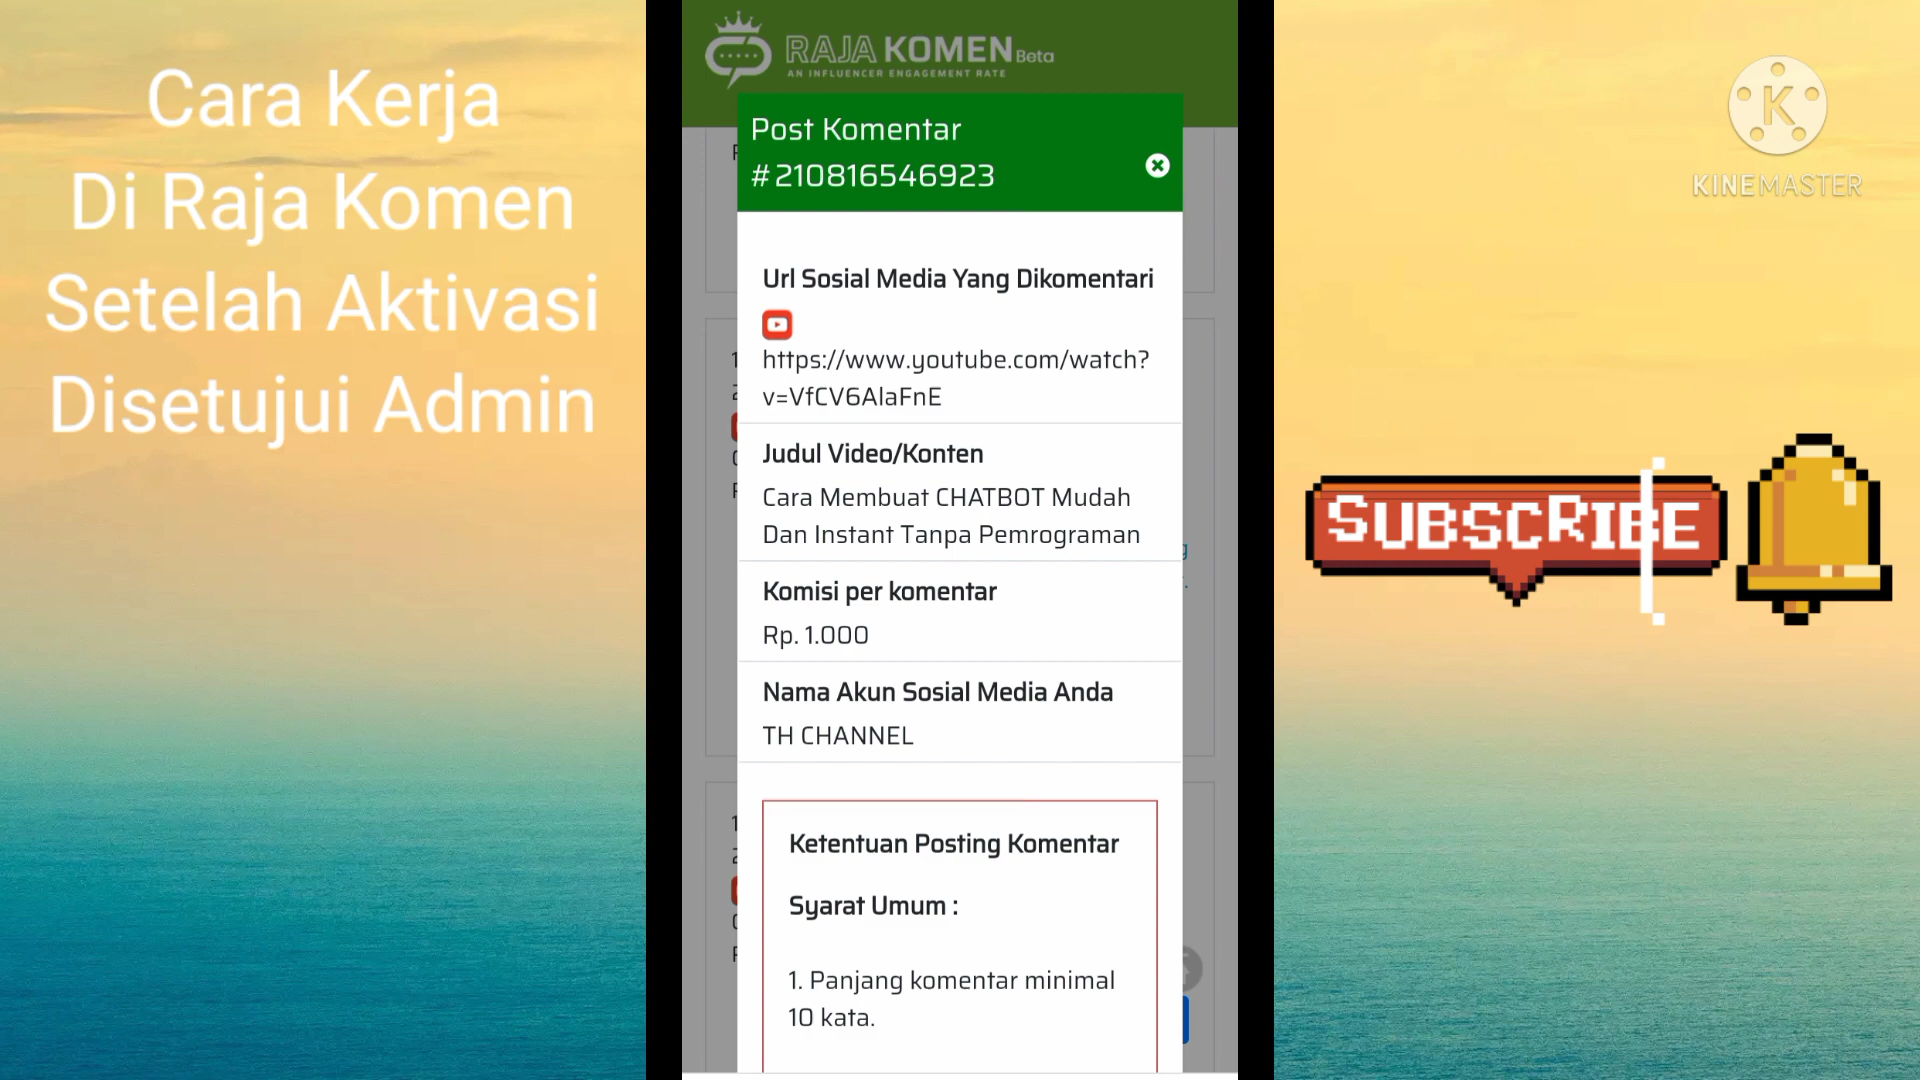 Cara Kerja
Di Raja Komen
Setelah Aktivasi
Disetujui Admin
RAJA KOMEN Beta
AN INFLUENCER ENGAGEMENT RATE
Post Komentar
#210816546923
Url Sosial Media Yang Dikomentari
https://www.youtube.com/watch?
v=VfCV6AlaFnE
Judul Video/Konten
Cara Membuat CHATBOT Mudah
Dan Instant Tanpa Pemrograman
Komisi per komentar
Rp. 1.000
Nama Akun Sosial Media Anda
TH CHANNEL
Ketentuan Posting Komentar
Syarat Umum :
1. Panjang komentar minimal
10 kata.
K
KINEMASTER
SUBSCRIBE